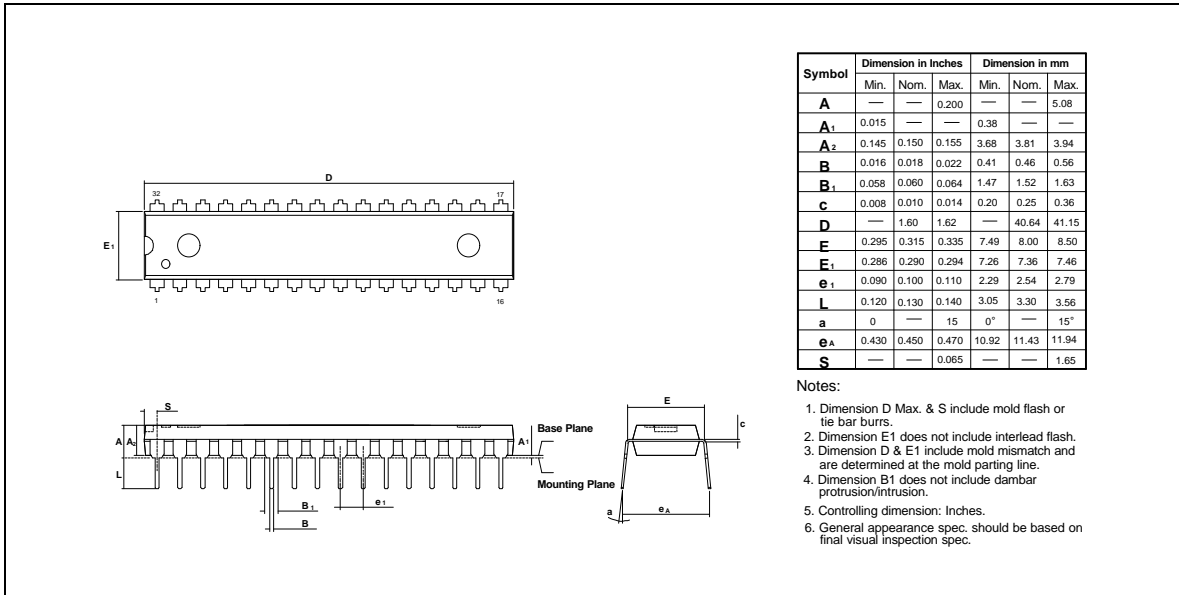 D
32 17
E1
1 16
S
A A2 A1 Base Plane
L Mounting Plane
B1 e1
B
E
c
a eA
Symbol Dimension in Inches Dimension in mm
Min. Nom. Max. Min. Nom. Max.
A — — 0.200 — — 5.08
A1 0.015 — — 0.38 — —
A2 0.145 0.150 0.155 3.68 3.81 3.94
B 0.016 0.018 0.022 0.41 0.46 0.56
B1 0.058 0.060 0.064 1.47 1.52 1.63
c 0.008 0.010 0.014 0.20 0.25 0.36
D — 1.60 1.62 — 40.64 41.15
E 0.295 0.315 0.335 7.49 8.00 8.50
E1 0.286 0.290 0.294 7.26 7.36 7.46
e1 0.090 0.100 0.110 2.29 2.54 2.79
L 0.120 0.130 0.140 3.05 3.30 3.56
a 0 — 15 0° — 15°
eA 0.430 0.450 0.470 10.92 11.43 11.94
S — — 0.065 — — 1.65
Notes:
1. Dimension D Max. & S include mold flash or
tie bar burrs.
2. Dimension E1 does not include interlead flash.
3. Dimension D & E1 include mold mismatch and
are determined at the mold parting line.
4. Dimension B1 does not include dambar
protrusion/intrusion.
5. Controlling dimension: Inches.
6. General appearance spec. should be based on
final visual inspection spec.